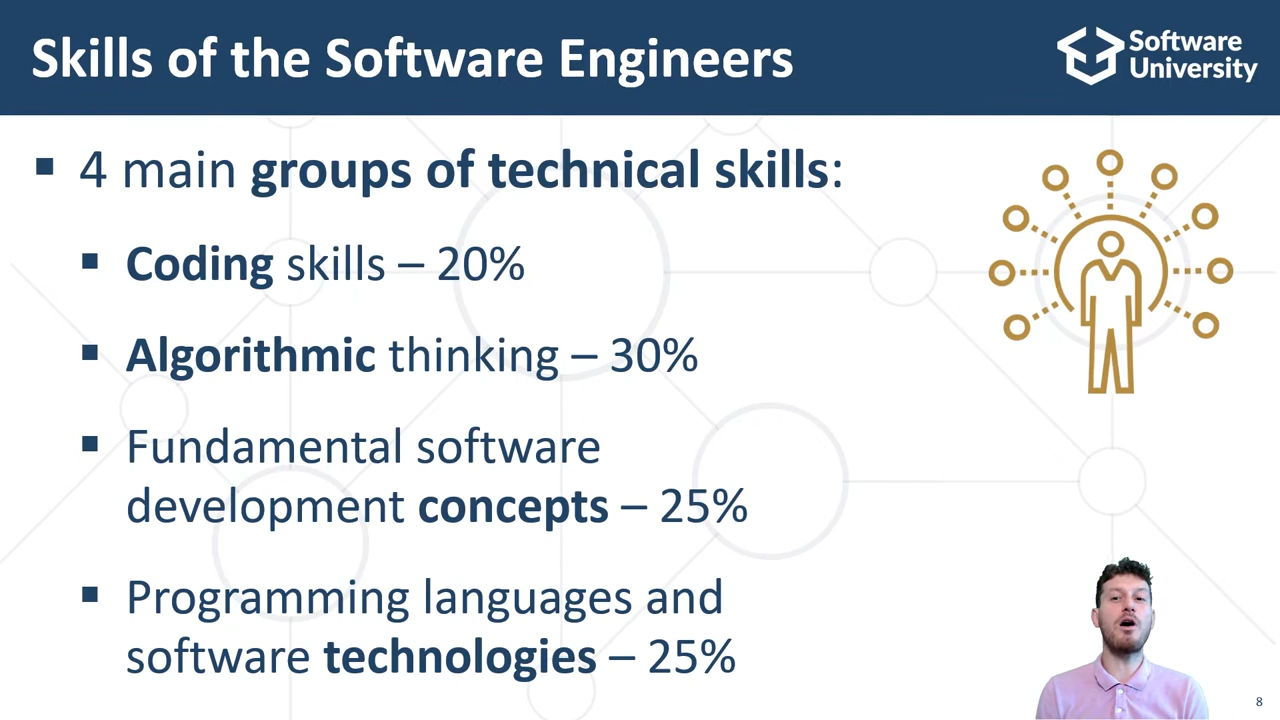 Skills of the Software Engineers
Software
University
▪ 4 main groups of technical skills:
▪ Coding skills – 20%
▪ Algorithmic thinking – 30%
▪ Fundamental software
development concepts – 25%
▪ Programming languages and
software technologies – 25%
8